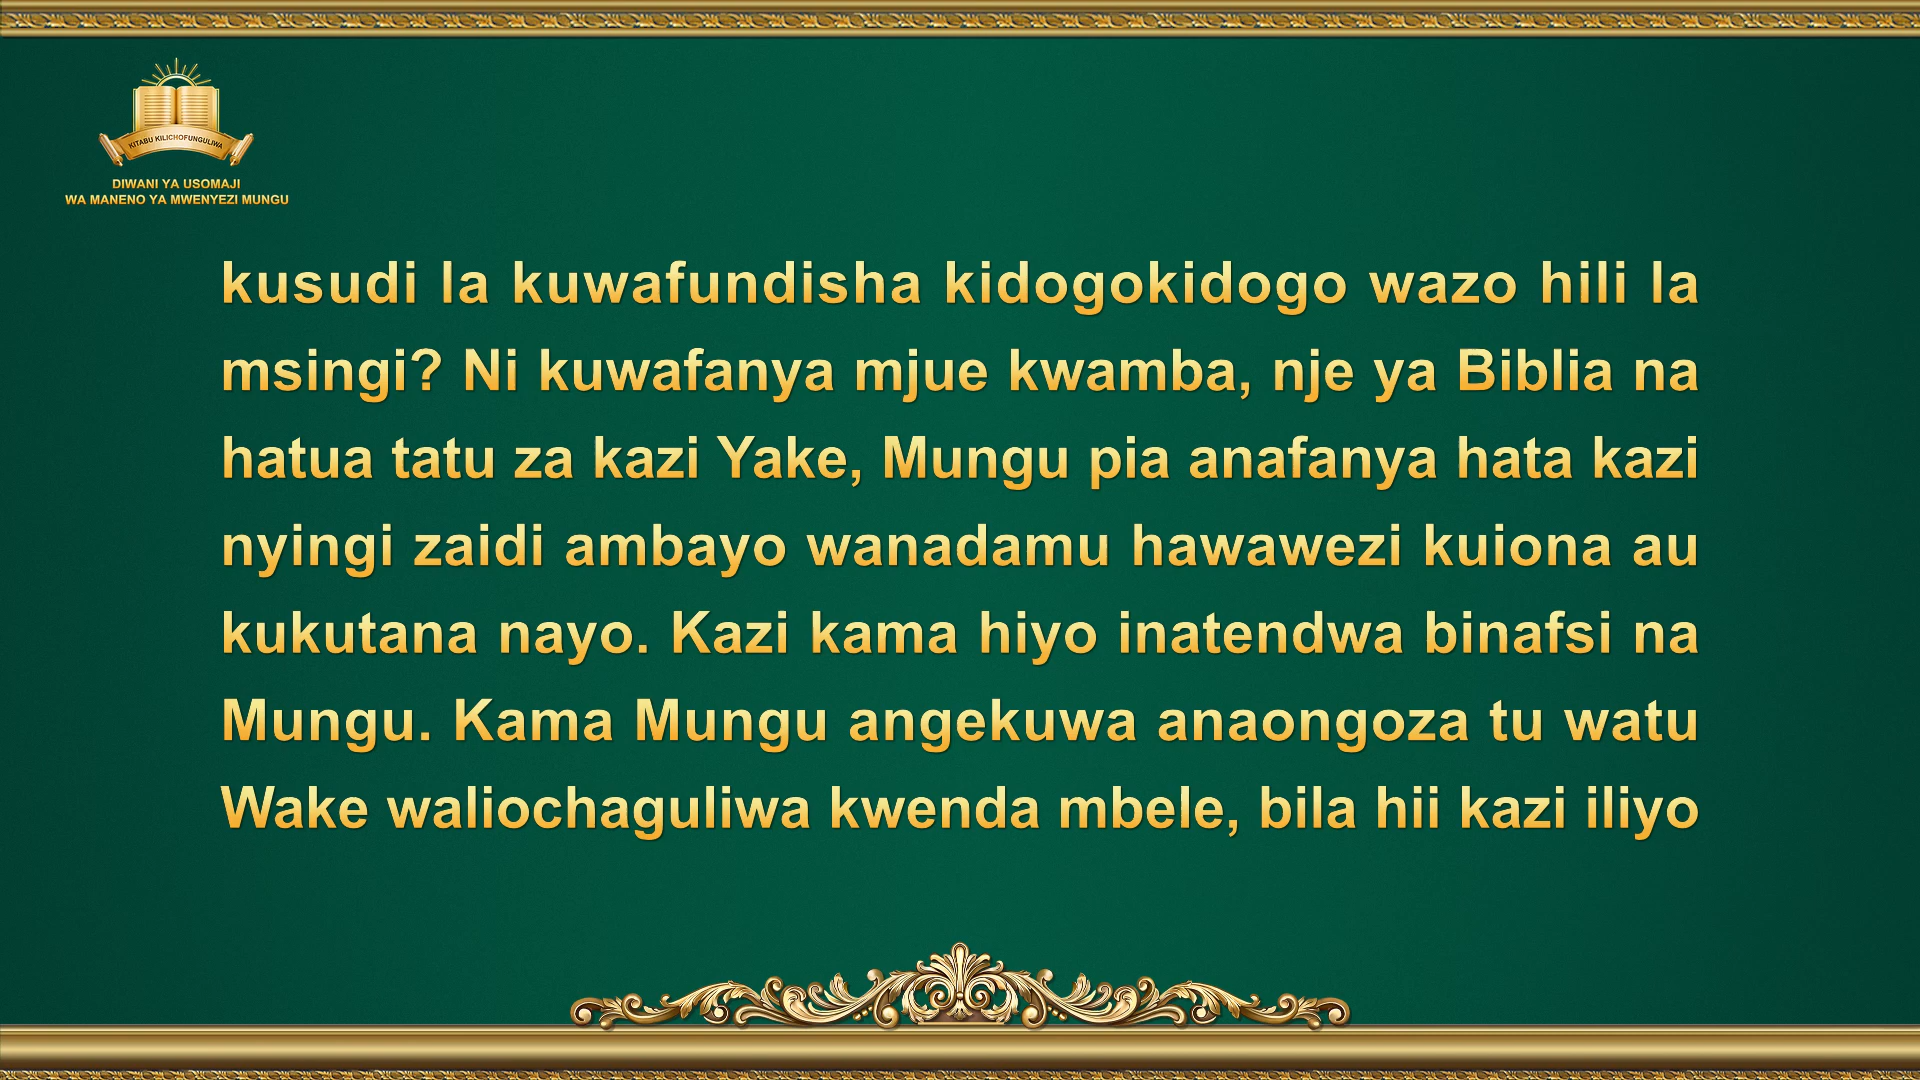 KITABU KILICHOFUNGULIWA
DIWANI YA USOMAJI
WA MANENO YA MWENYEZI MUNGU
kusudi la kuwafundisha kidogokidogo wazo hili la
msingi? Ni kuwafanya mjue kwamba, nje ya Biblia na
hatua tatu za kazi Yake, Mungu pia anafanya hata kazi
nyingi zaidi ambayo wanadamu hawawezi kuiona au
kukutana nayo. Kazi kama hiyo inatendwa binafsi na
Mungu. Kama Mungu angekuwa anaongoza tu watu
Wake waliochaguliwa kwenda mbele, bila hii kazi iliyo